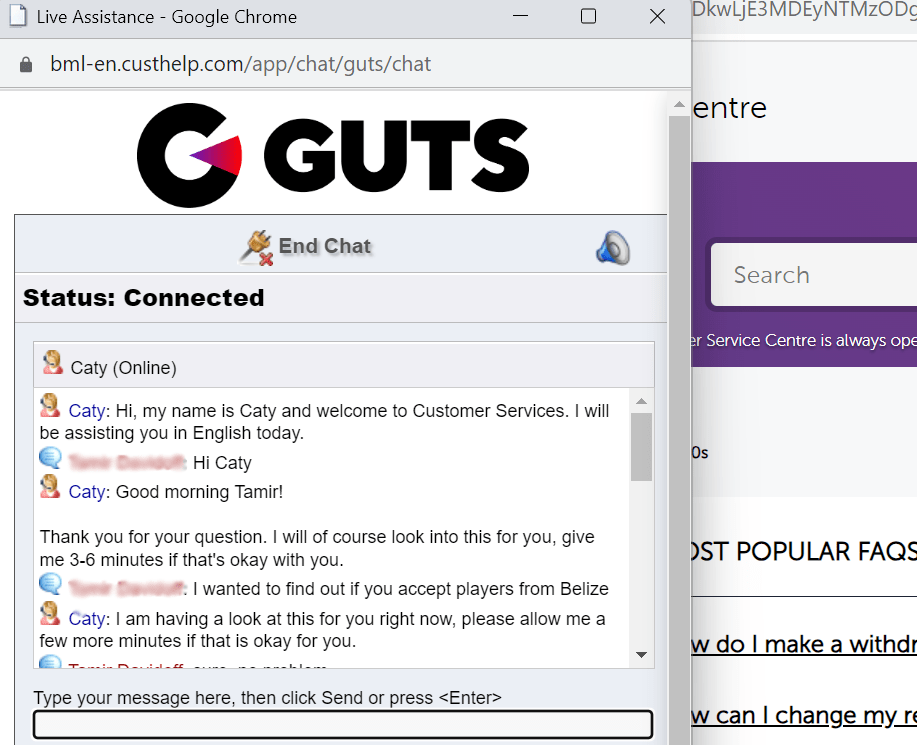 Live Assistance - Google Chrome
DkwLjE3MDEyNTMzODg
bml-en.custhelp.com/app/chat/guts/chat
entre
GUTS
End Chat
Search
Status: Connected
er Service Centre is always ope
Caty (Online)
Caty: Hi, my name is Caty and welcome to Customer Services. I will
be assisting you in English today.
0s
: Hi Caty
Caty: Good morning Tamir!
Thank you for your question. I will of course look into this for you, give
me 3-6 minutes if that's okay with you.
OST POPULAR FAQS
: I wanted to find out if you accept players from Belize
Caty: I am having a look at this for you right now, please allow me a
few more minutes if that is okay for you.
w do I make a withdr
Type your message here, then click Send or press <Enter>
w can I change my re